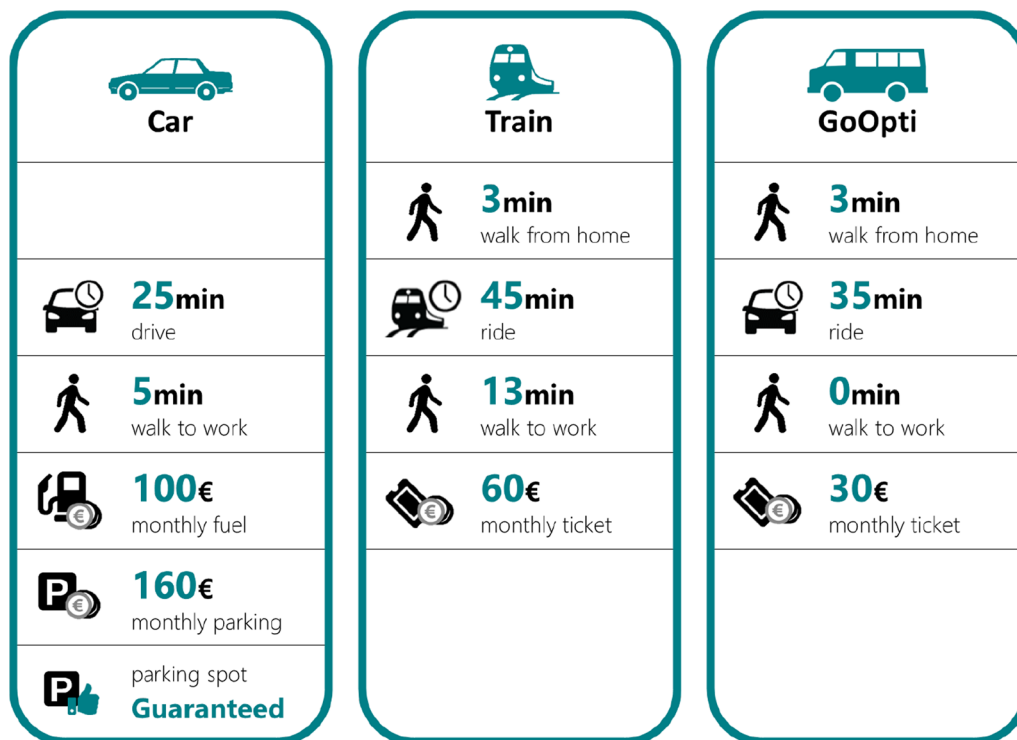 Car
25min
drive
5min
walk to work
100€
monthly fuel
160€
monthly parking
parking spot
Guaranteed
Train
3min
walk from home
45min
ride
13min
walk to work
60€
monthly ticket
GoOpti
3min
walk from home
35min
ride
0min
walk to work
30€
monthly ticket
P
€
P
€
€
€